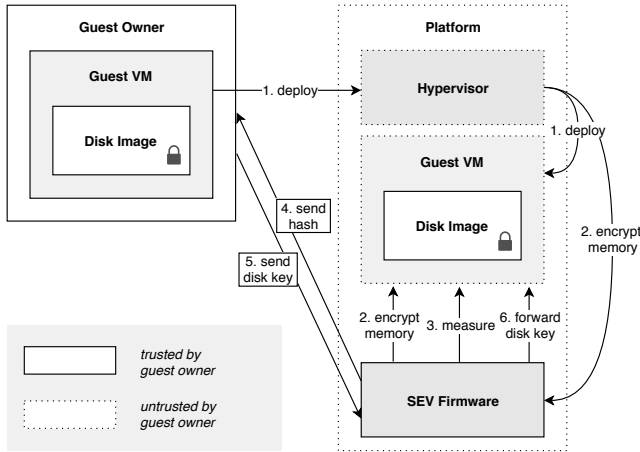 Guest Owner
Guest VM
Disk Image
1. deploy
Platform
Hypervisor
1. deploy
Guest VM
Disk Image
2. encrypt
memory
4. send
hash
5. send
disk key
2. encrypt
memory
3. measure
6. forward
disk key
SEV Firmware
trusted by
guest owner
untrusted by
guest owner